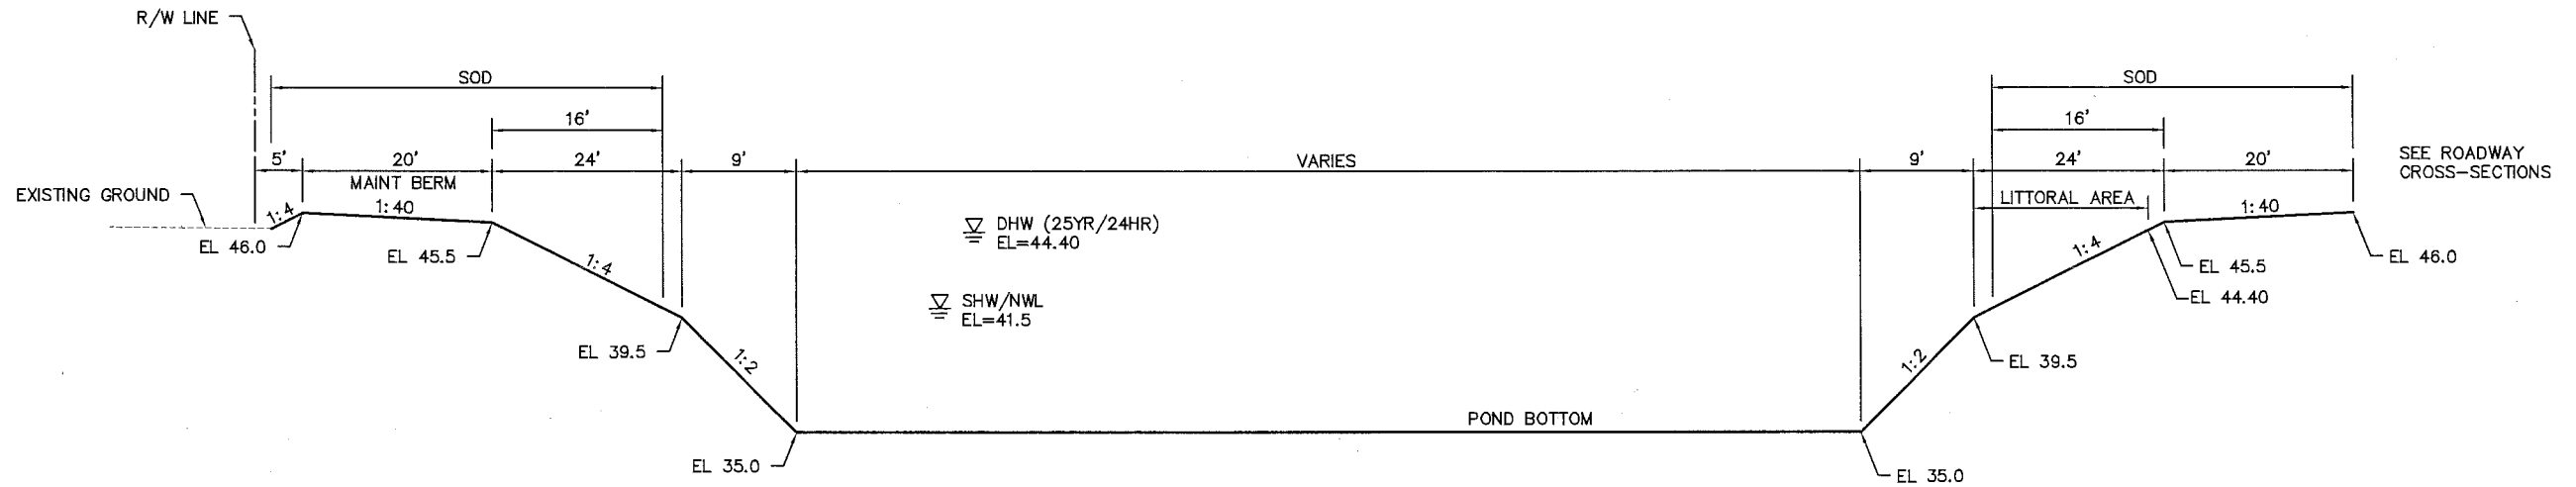 R/W LINE
SOD
SOD
16'
16'
5'
20'
24'
9'
VARIES
9'
24'
20'
SEE ROADWAY
CROSS-SECTIONS
MAINT BERM
EXISTING GROUND
1:4
1:40
LITTORAL AREA
1:40
DHW (25YR/24HR)
EL=44.40
EL 46.0
EL 45.5
1:4
1:4
EL 45.5
EL 46.0
SHW/NWL
EL=41.5
EL 44.40
EL 39.5
1:2
1:2
EL 39.5
POND BOTTOM
EL 35.0
EL 35.0